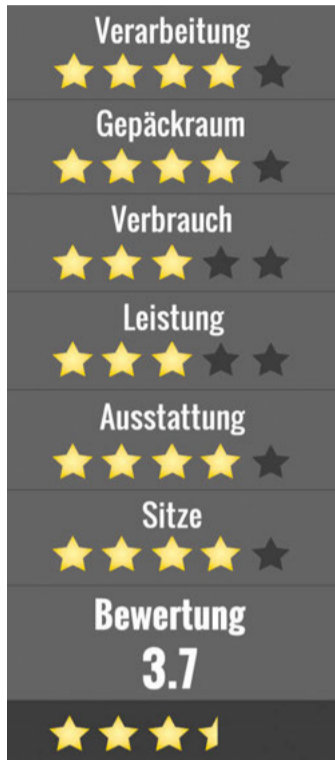 Verarbeitung
Gepäckraum
Verbrauch
Leistung
Ausstattung
Sitze
Bewertung
3.7